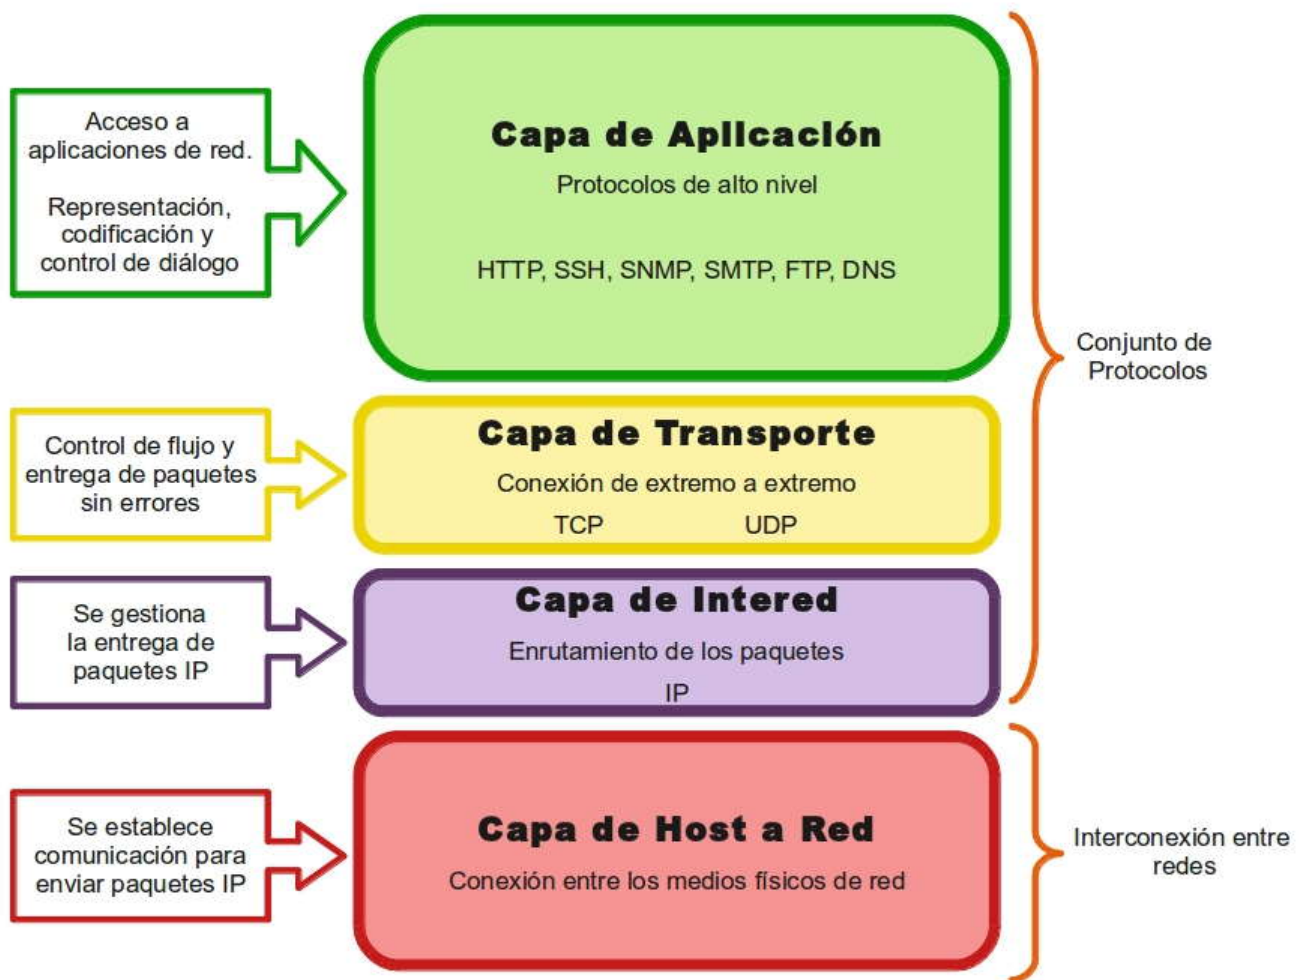 Acceso a
aplicaciones de red.
Representación,
codificación y
control de diálogo
Capa de Aplicación
Protocolos de alto nivel
HTTP, SSH, SNMP, SMTP, FTP, DNS
Conjunto de
Protocolos
Control de flujo y
entrega de paquetes
sin errores
Capa de Transporte
Conexión de extremo a extremo
TCP UDP
Se gestiona
la entrega de
paquetes IP
Capa de Intered
Enrutamiento de los paquetes
IP
Se establece
comunicación para
enviar paquetes IP
Capa de Host a Red
Conexión entre los medios físicos de red
Interconexión entre
redes